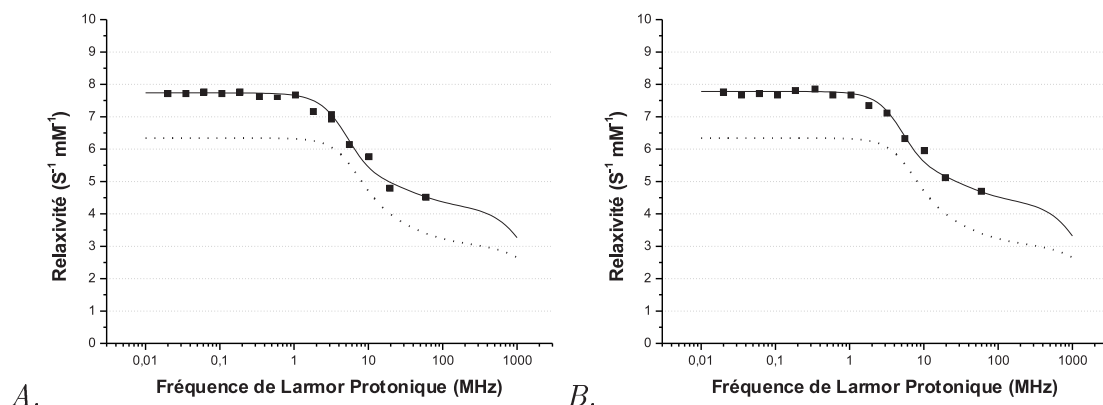 10
9
8
7
6
5
4
3
2
1
0
Relaxivité (S⁻¹ mM⁻¹)
0,01 0,1 1 10 100 1000
Fréquence de Larmor Protonique (MHz)
A.
10
9
8
7
6
5
4
3
2
1
0
Relaxivité (S⁻¹ mM⁻¹)
0,01 0,1 1 10 100 1000
Fréquence de Larmor Protonique (MHz)
B.